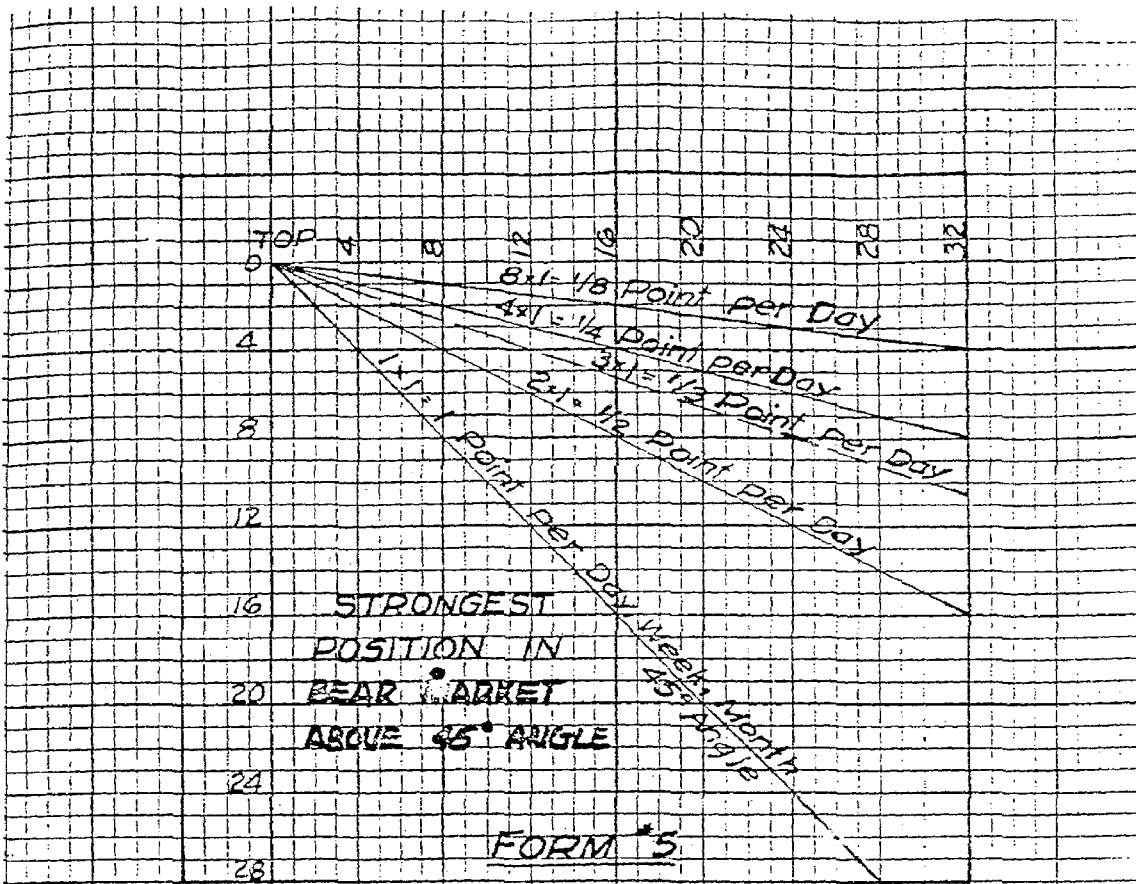 TOP 4 8 12 16 20 24 28 32
0
8x1= 1/8 Point per Day
4x1 = 1/4 Point per Day
4
3x1= 1/3 Point Per Day
2x1= 1/2 Point per Day
1x1= 1 Point per Day, Week, Month
45° Angle
8
12
16
STRONGEST
POSITION IN
20
BEAR MARKET
ABOVE 45° ANGLE
24
FORM #5
28